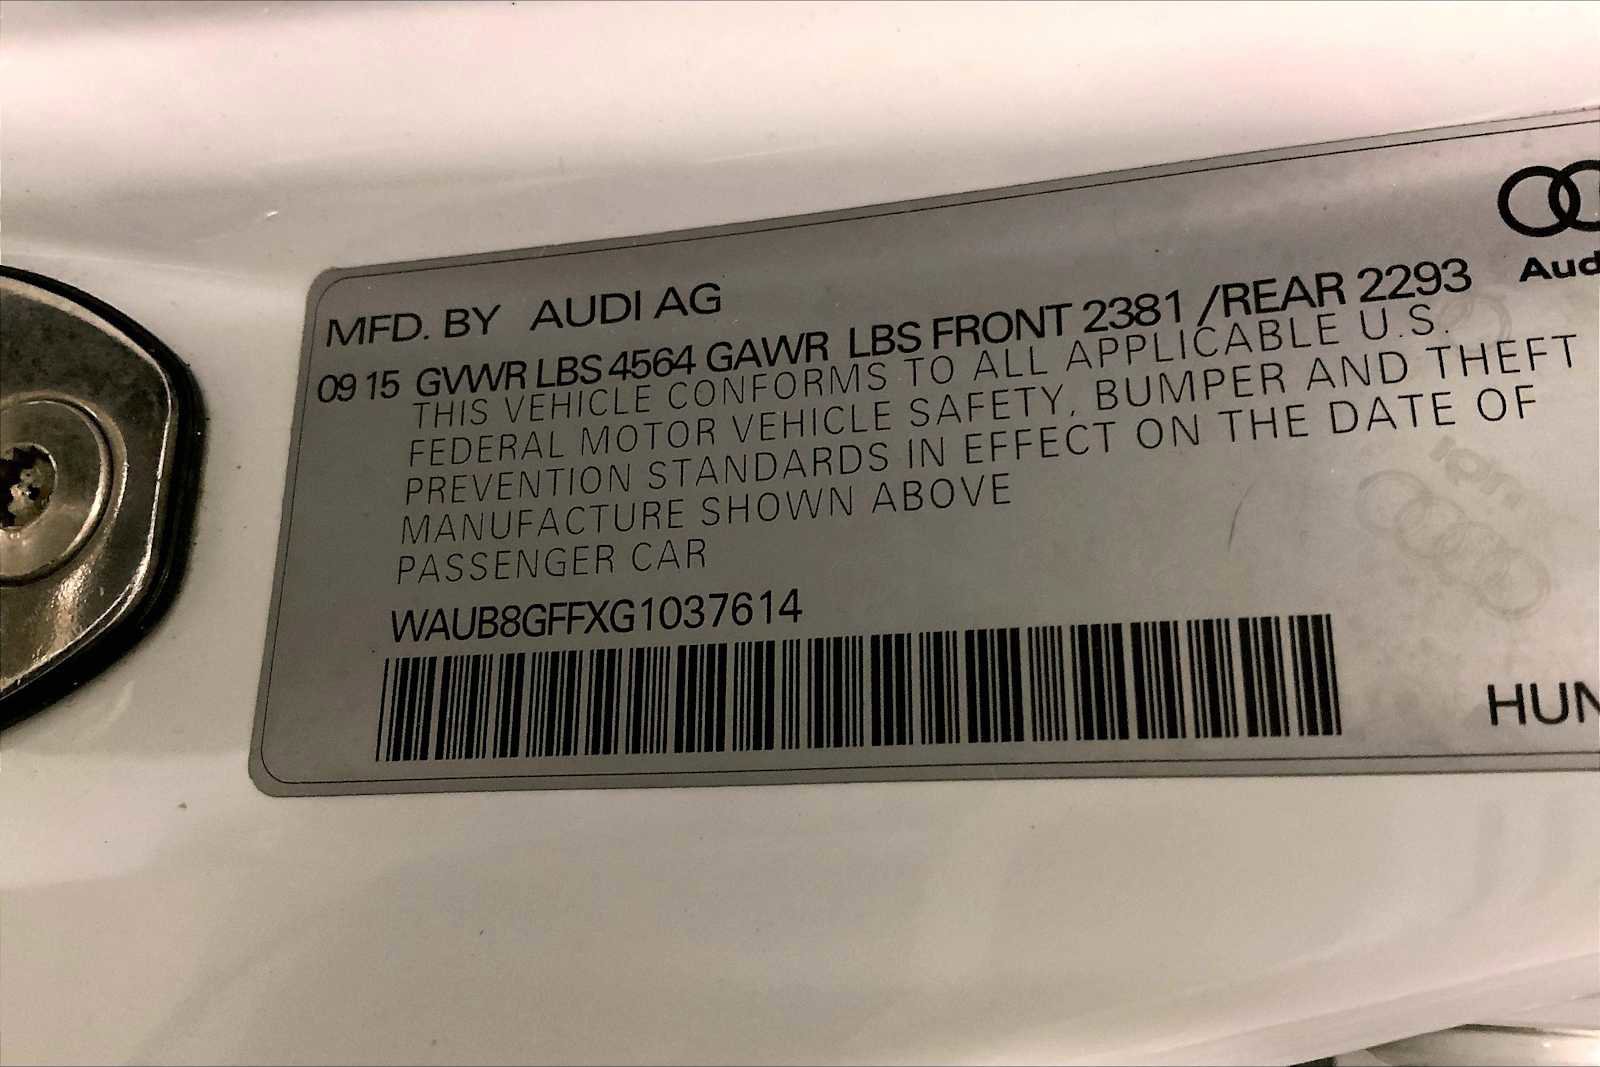 Aud
MFD. BY AUDI AG
09 15 GVWR LBS 4564 GAWR LBS FRONT 2381 /REAR 2293
THIS VEHICLE CONFORMS TO ALL APPLICABLE U.S.
FEDERAL MOTOR VEHICLE SAFETY, BUMPER AND THEFT
PREVENTION STANDARDS IN EFFECT ON THE DATE OF
MANUFACTURE SHOWN ABOVE
PASSENGER CAR
WAUB8GFFXG1037614
HUN